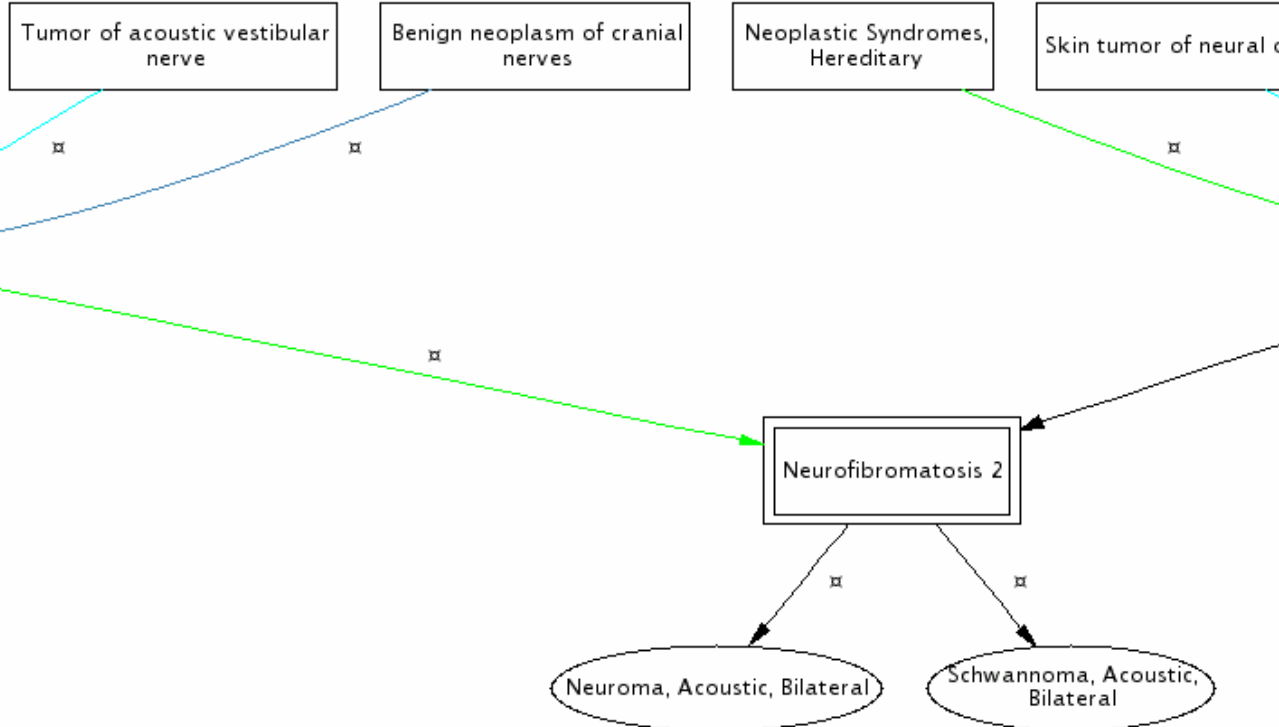 Tumor of acoustic vestibular
nerve
Benign neoplasm of cranial
nerves
Neoplastic Syndromes,
Hereditary
Skin tumor of neural
¤
¤
¤
¤
Neurofibromatosis 2
¤
¤
Neuroma, Acoustic, Bilateral
Schwannoma, Acoustic,
Bilateral